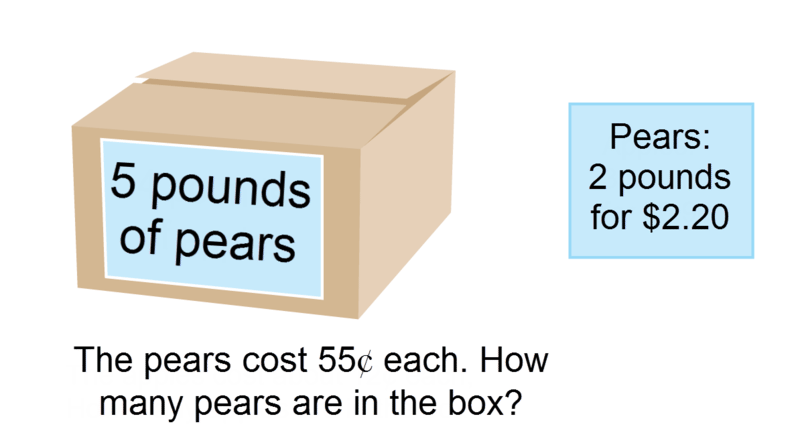 5 pounds
of pears
Pears:
2 pounds
for $2.20
The pears cost 55¢ each. How
many pears are in the box?